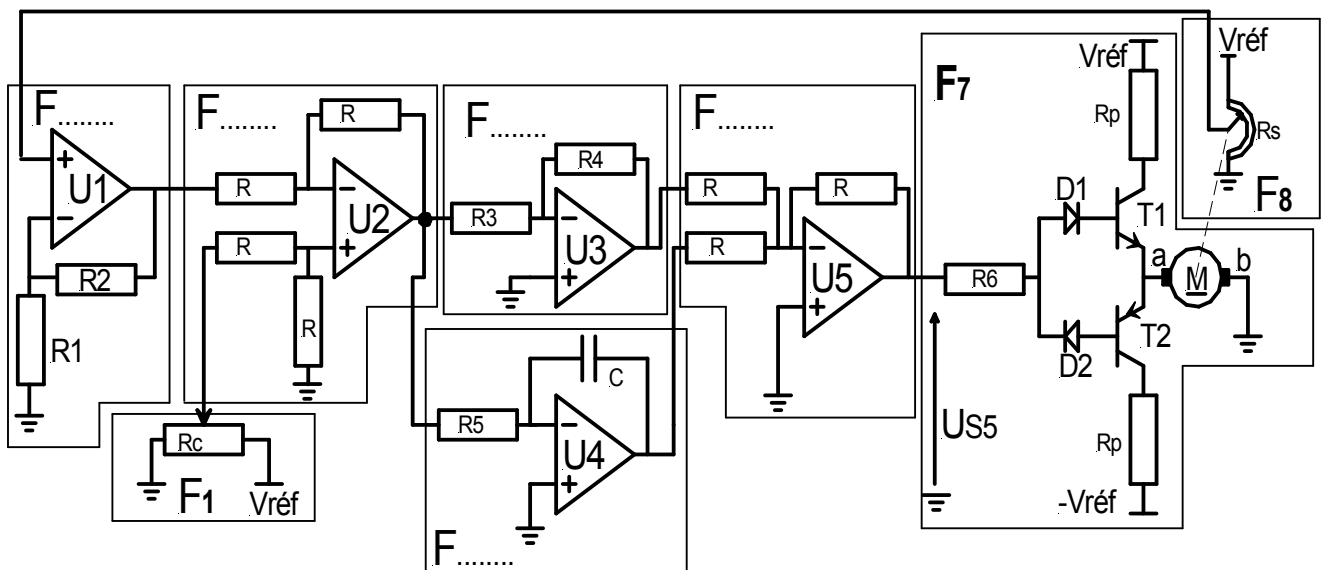 Vréf
Vréf
F7
F........
F........
F........
F........
R
Rp
Rs
R4
D1
F8
U1
R
R3
R
R
T1
U2
U3
R
R
a
b
R2
U5
R6
M
R
R1
D2
T2
C
Rc
R5
US5
Rp
U4
F1
Vréf
-Vréf
F........